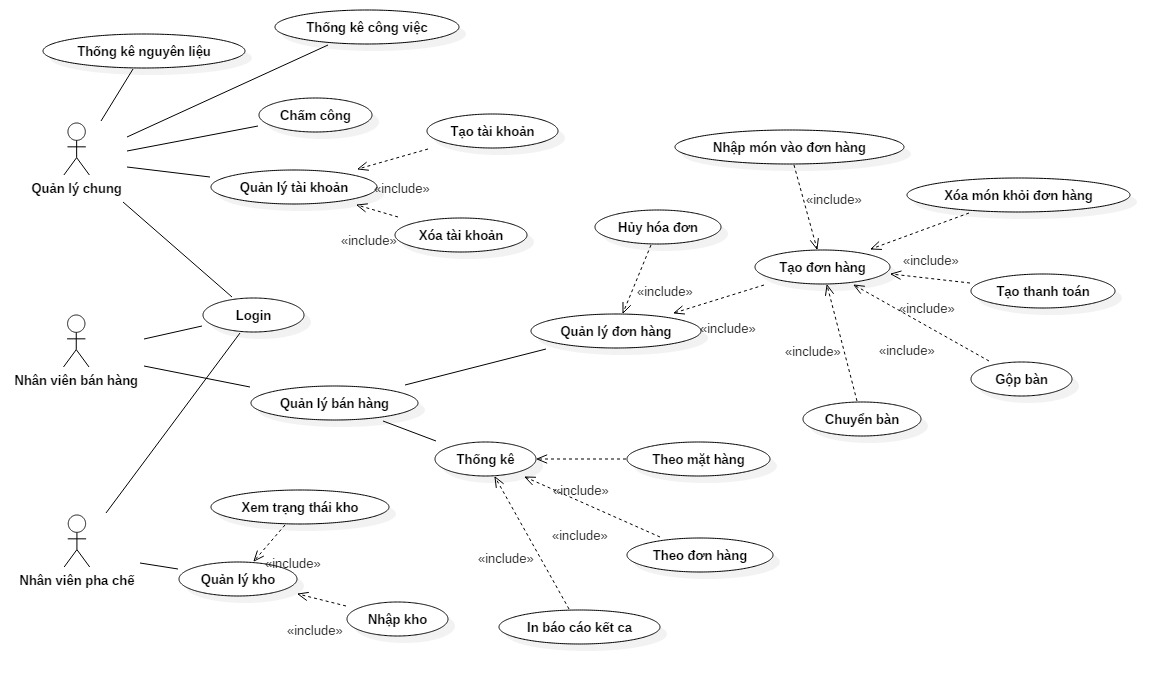 Thống kê công việc
Thống kê nguyên liệu
Chấm công
Tạo tài khoản
Nhập món vào đơn hàng
Quản lý chung
Quản lý tài khoản
«include»
Xóa món khỏi đơn hàng
«include»
Hủy hóa đơn
Xóa tài khoản
«include»
«include»
Tạo đơn hàng
«include»
Tạo thanh toán
Login
«include»
Quản lý đơn hàng
«include»
«include»
«include»
Nhân viên bán hàng
Gộp bàn
Quản lý bán hàng
Chuyển bàn
Thống kê
Theo mặt hàng
«include»
Xem trạng thái kho
«include»
«include»
Theo đơn hàng
«include»
Nhân viên pha chế
Quản lý kho
Nhập kho
In báo cáo kết ca
«include»